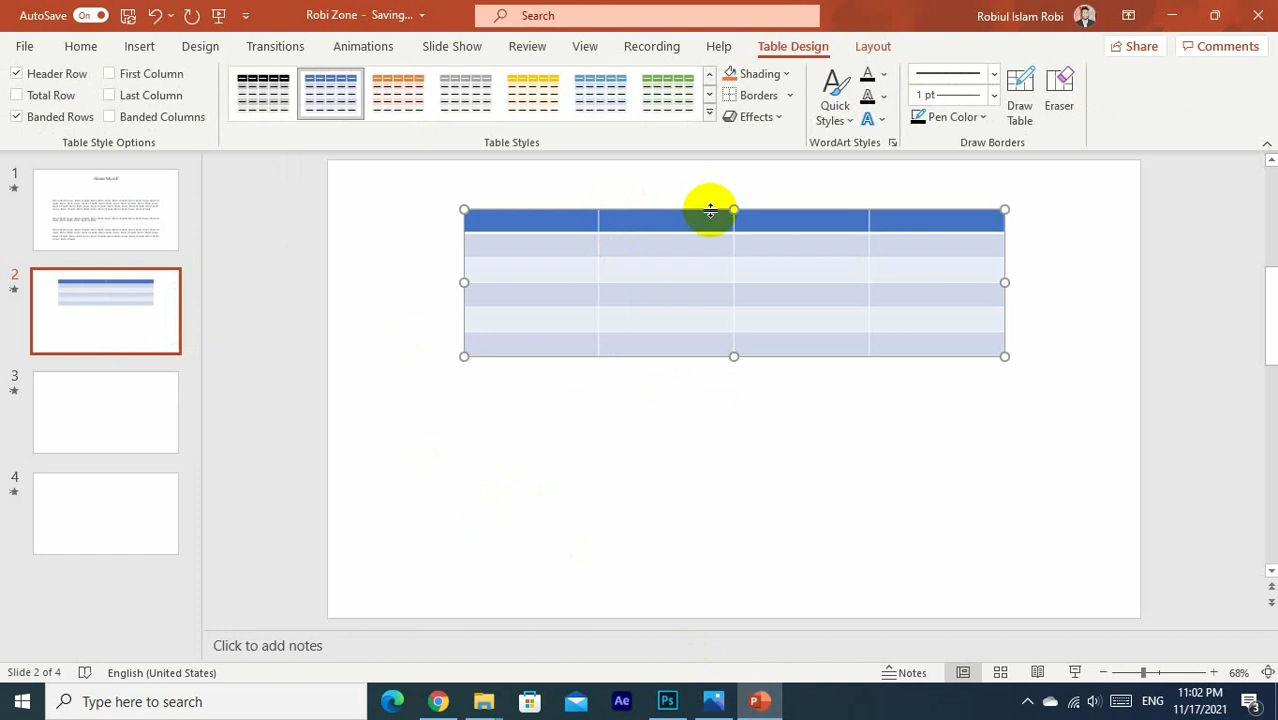 AutoSave On Robi Zone - Saving... Search Robiul Islam Robi
File Home Insert Design Transitions Animations Slide Show Review View Recording Help Table Design Layout Share Comments
Header Row First Column
Total Row Last Column
Banded Rows Banded Columns
Table Style Options
Shading
Borders
Effects
Table Styles
Quick
Styles
A
A
A
WordArt Styles
1 pt
Pen Color
Draw
Table
Eraser
Draw Borders
1
2
3
4
Click to add notes
Slide 2 of 4 English (United States) Notes 68%
Type here to search Ae Ps ENG 11:02 PM
11/17/2021 3